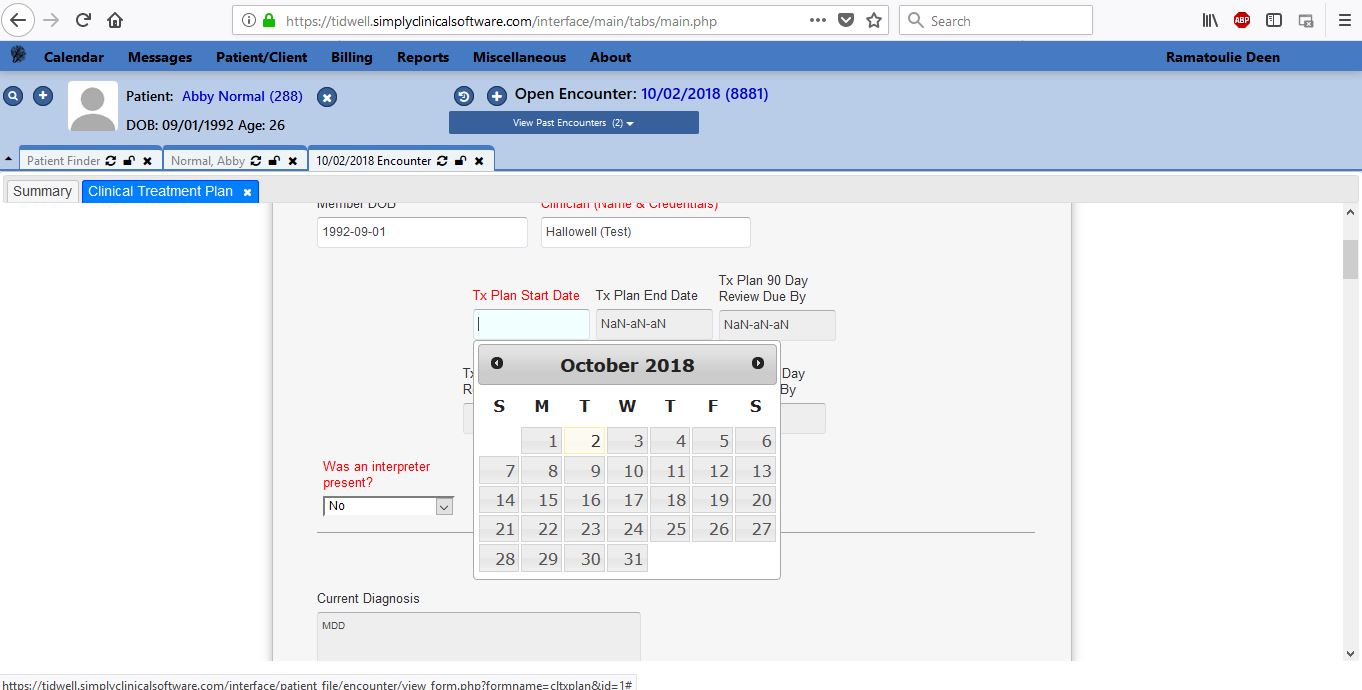 https://tidwell.simplyclinicalsoftware.com/interface/main/tabs/main.php
Search
ABP
Calendar Messages Patient/Client Billing Reports Miscellaneous About Ramatoulie Deen
Patient: Abby Normal (288)
DOB: 09/01/1992 Age: 26
Open Encounter: 10/02/2018 (8881)
View Past Encounters (2)
Patient Finder Normal, Abby 10/02/2018 Encounter
Summary Clinical Treatment Plan
Member DOB Clinician (Name & Credentials)
1992-09-01 Hallowell (Test)
Tx Plan Start Date Tx Plan End Date Tx Plan 90 Day
Review Due By
NaN-aN-aN NaN-aN-aN
October 2018
S M T W T F S
1 2 3 4 5 6
7 8 9 10 11 12 13
14 15 16 17 18 19 20
21 22 23 24 25 26 27
28 29 30 31
Day
By
Was an interpreter
present?
No
Current Diagnosis
MDD
https://tidwell.simplyclinicalsoftware.com/interface/patient_file/encounter/view_form.php?formname=cltxplan&id=1#